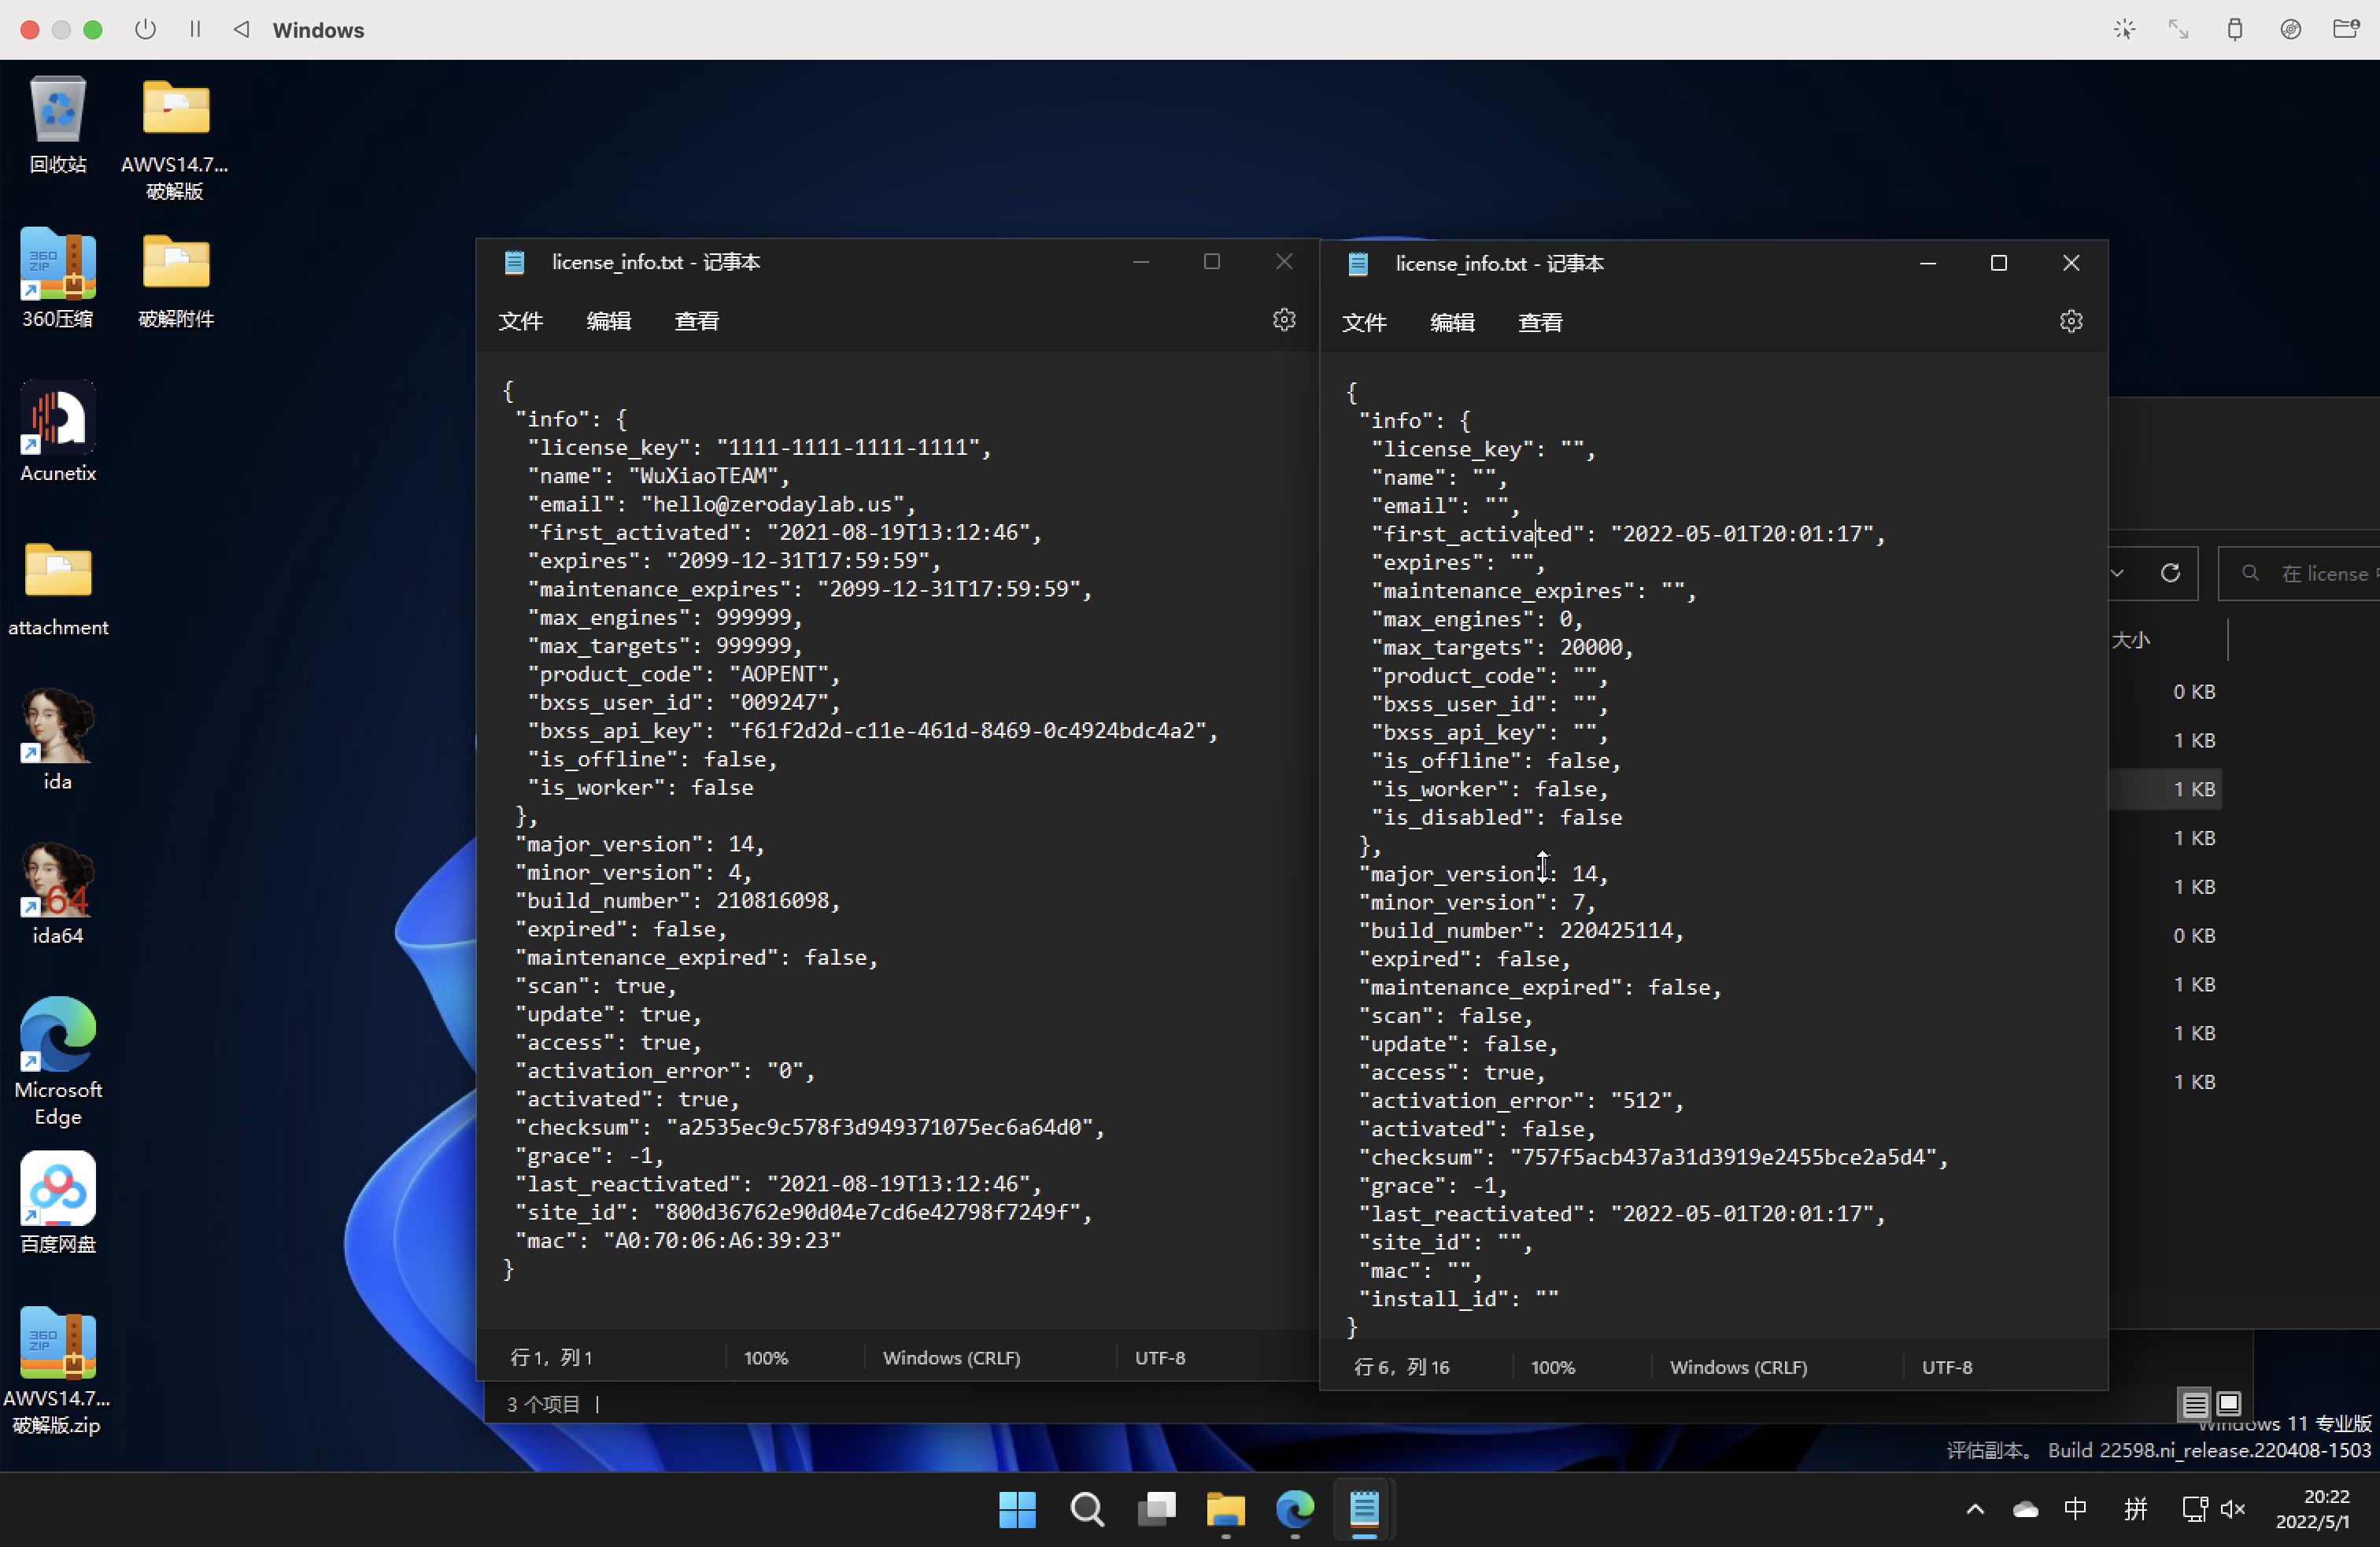 Windows
回收站
AWVS14.7...
破解版
360压缩
破解附件
Acunetix
attachment
ida
ida64
Microsoft
Edge
百度网盘
AWVS14.7...
破解版.zip
license_info.txt - 记事本
文件 编辑 查看
{
"info": {
"license_key": "1111-1111-1111-1111",
"name": "WuXiaoTEAM",
"email": "hello@zerodaylab.us",
"first_activated": "2021-08-19T13:12:46",
"expires": "2099-12-31T17:59:59",
"maintenance_expires": "2099-12-31T17:59:59",
"max_engines": 999999,
"max_targets": 999999,
"product_code": "AOPENT",
"bxss_user_id": "009247",
"bxss_api_key": "f61f2d2d-c11e-461d-8469-0c4924bdc4a2",
"is_offline": false,
"is_worker": false
},
"major_version": 14,
"minor_version": 4,
"build_number": 210816098,
"expired": false,
"maintenance_expired": false,
"scan": true,
"update": true,
"access": true,
"activation_error": "0",
"activated": true,
"checksum": "a2535ec9c578f3d949371075ec6a64d0",
"grace": -1,
"last_reactivated": "2021-08-19T13:12:46",
"site_id": "800d36762e90d04e7cd6e42798f7249f",
"mac": "A0:70:06:A6:39:23"
}
行 1，列 1 100% Windows (CRLF) UTF-8
license_info.txt - 记事本
文件 编辑 查看
{
"info": {
"license_key": "",
"name": "",
"email": "",
"first_activated": "2022-05-01T20:01:17",
"expires": "",
"maintenance_expires": "",
"max_engines": 0,
"max_targets": 20000,
"product_code": "",
"bxss_user_id": "",
"bxss_api_key": "",
"is_offline": false,
"is_worker": false,
"is_disabled": false
},
"major_version": 14,
"minor_version": 7,
"build_number": 220425114,
"expired": false,
"maintenance_expired": false,
"scan": false,
"update": false,
"access": true,
"activation_error": "512",
"activated": false,
"checksum": "757f5acb437a31d3919e2455bce2a5d4",
"grace": -1,
"last_reactivated": "2022-05-01T20:01:17",
"site_id": "",
"mac": "",
"install_id": ""
}
行 6，列 16 100% Windows (CRLF) UTF-8
在 license
大小
0 KB
1 KB
1 KB
1 KB
1 KB
0 KB
1 KB
1 KB
1 KB
3 个项目
Windows 11 专业版
评估副本。 Build 22598.ni_release.220408-1503
中 拼
20:22
2022/5/1